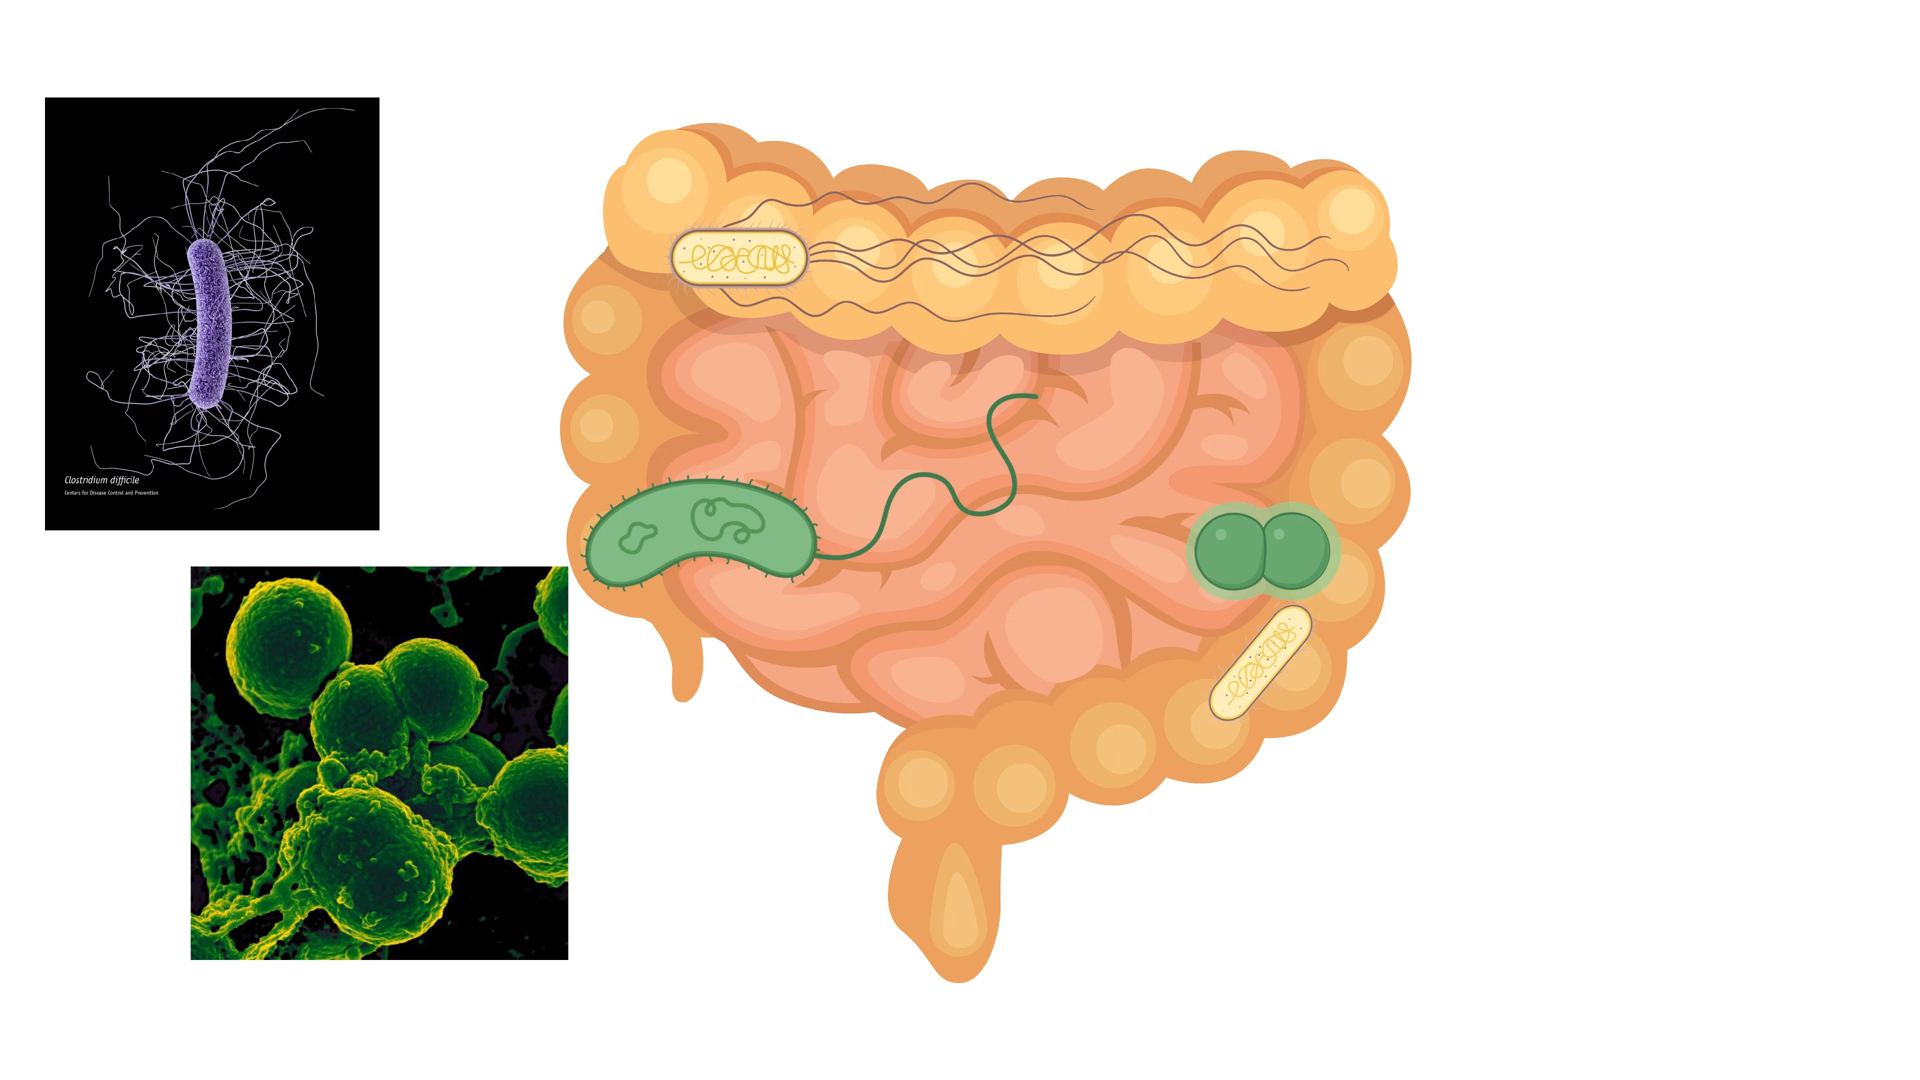 Clostridium difficile
Centers for Disease Control and Prevention